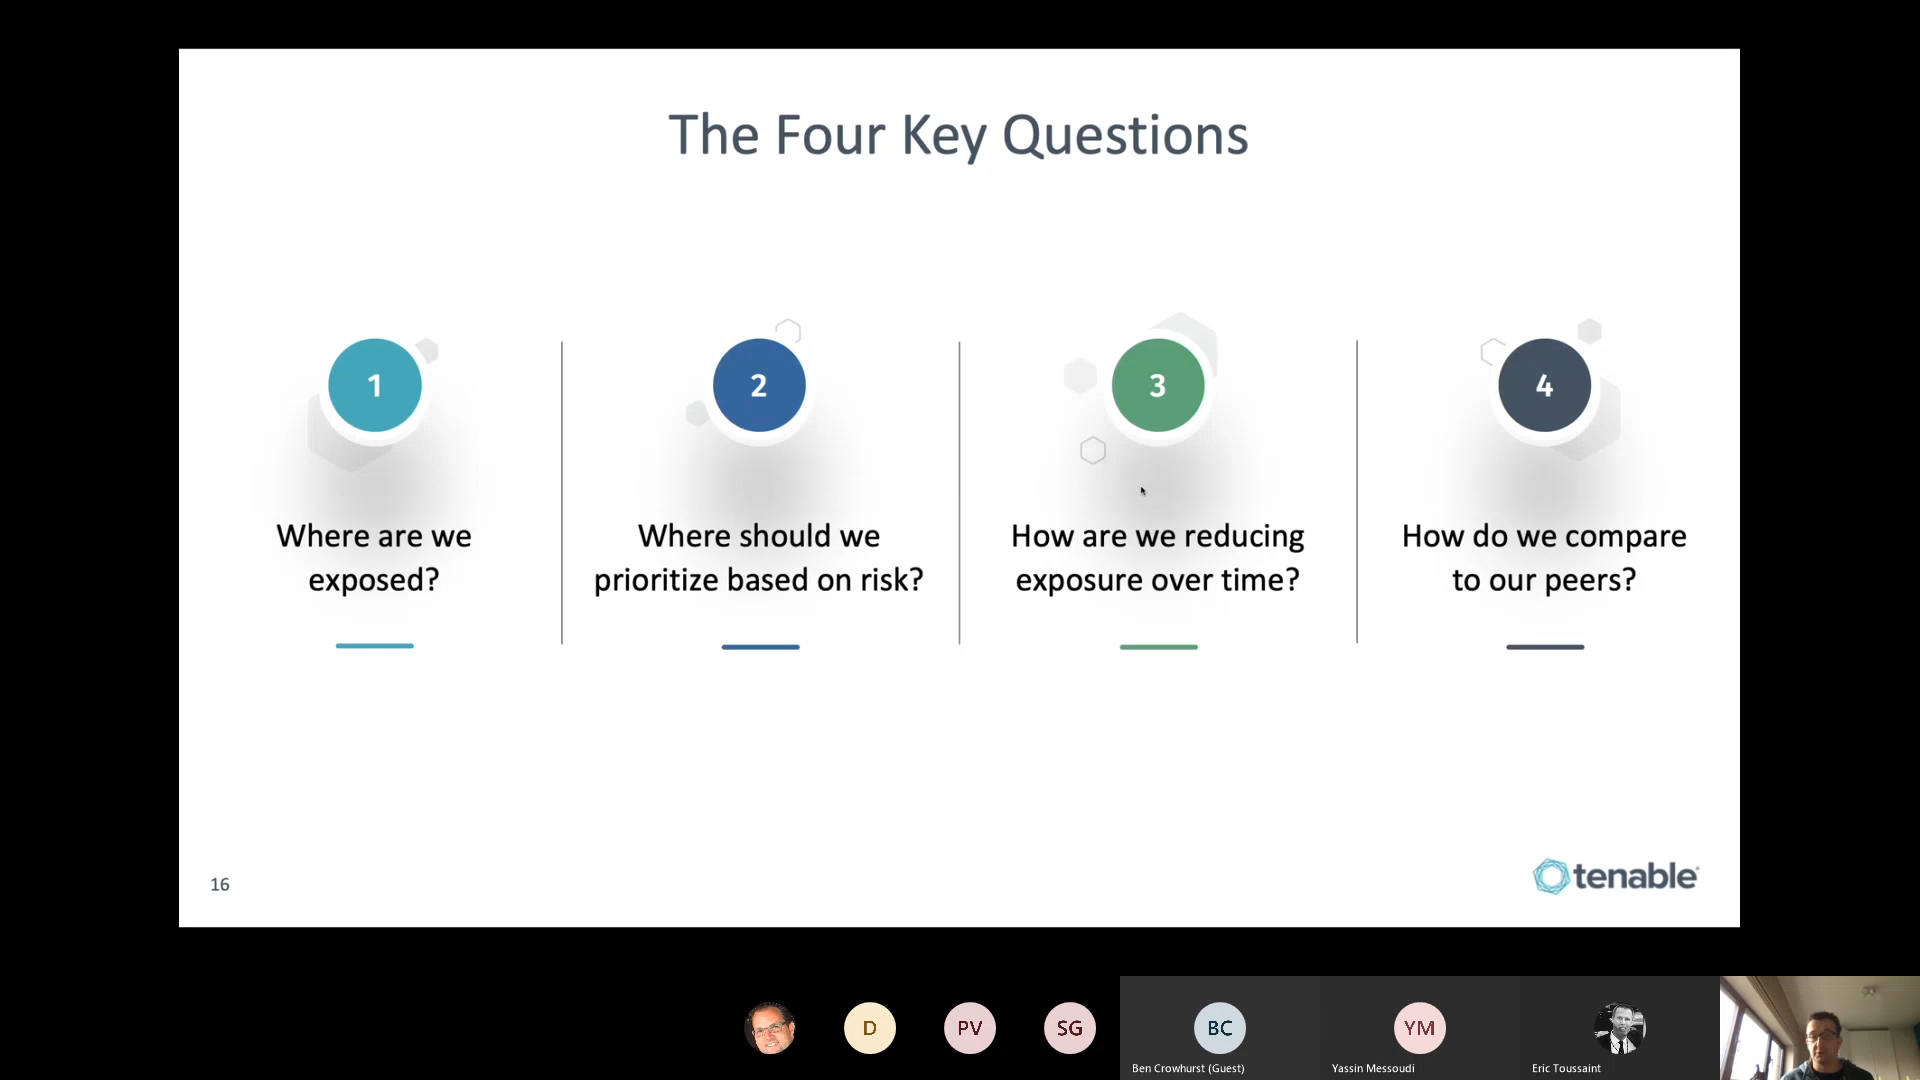 The Four Key Questions
1
2
3
4
Where are we
exposed?
Where should we
prioritize based on risk?
How are we reducing
exposure over time?
How do we compare
to our peers?
16
tenable
D
PV
SG
BC
YM
Ben Crowhurst (Guest)
Yassin Messoudi
Eric Toussaint